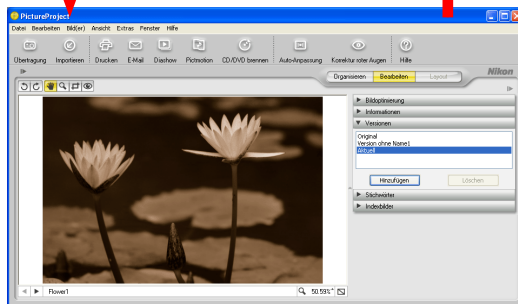 PictureProject
Datei Bearbeiten Bild(er) Ansicht Extras Fenster Hilfe
Übertragung Importieren Drucken E-Mail Diashow Pictmotion CD/DVD brennen Auto-Anpassung Korrektur roter Augen Hilfe
Organisieren Bearbeiten Layout Nikon
Bildoptimierung
Informationen
Versionen
Original
Version ohne Name1
Aktuell
Hinzufügen Löschen
Stichwörter
Indexbilder
Flower1 50.59%